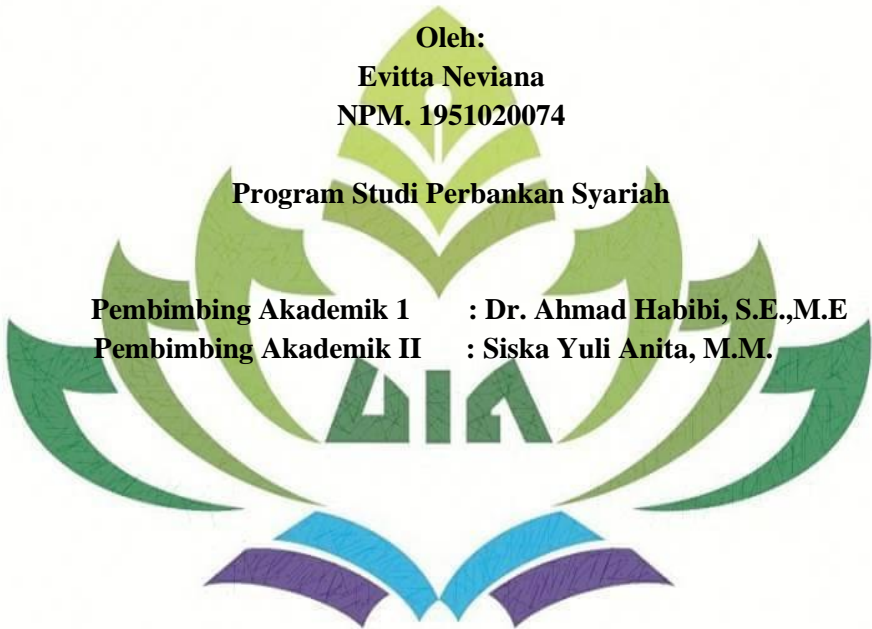 Oleh:
Evitta Neviana
NPM. 1951020074
Program Studi Perbankan Syariah
Pembimbing Akademik 1 : Dr. Ahmad Habibi, S.E.,M.E
Pembimbing Akademik II : Siska Yuli Anita, M.M.
UIN